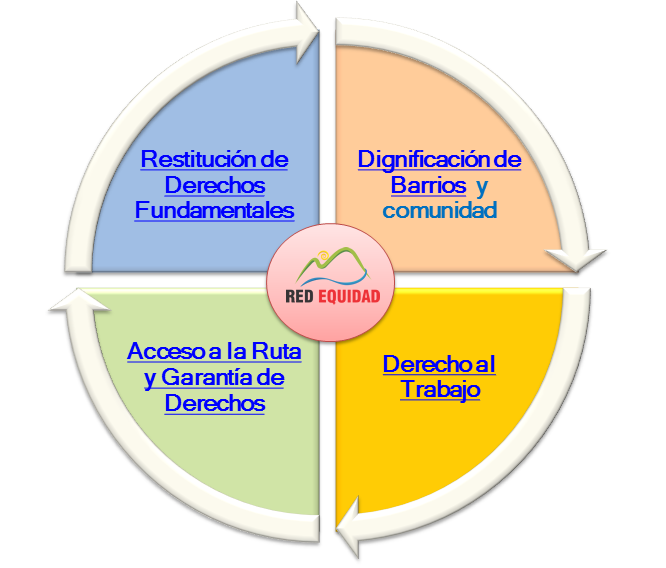 Restitución de
Derechos
Fundamentales
Dignificación de
Barrios y
comunidad
RED EQUIDAD
Acceso a la Ruta
y Garantía de
Derechos
Derecho al
Trabajo